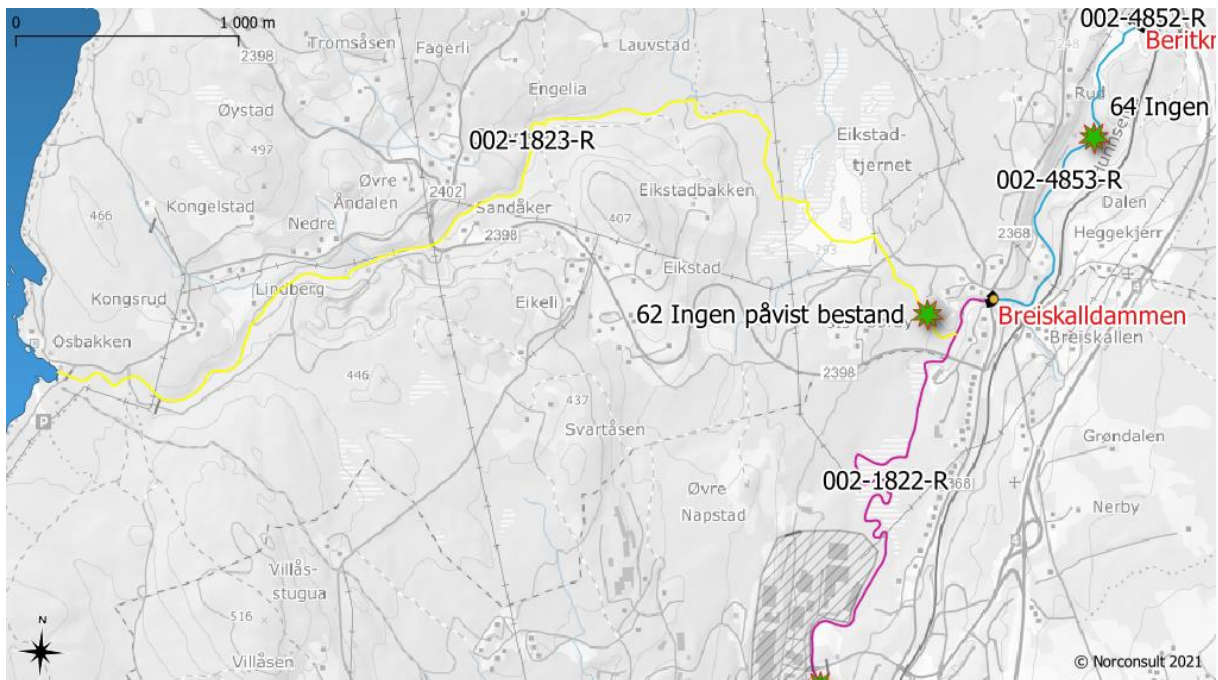 0
1 000 m
002-4852-R
Beritkr
2398
Tromsåsen
Fagerli
Lauvstad
248
Rud
64 Ingen
Engelia
Øystad
002-1823-R
Eikstad-
tjernet
497
Øvre
Åndalen
2402
Eikstadbakken
002-4853-R
Dalen
466
Kongelstad
Nedre
Sandåker
407
2398
2368
Heggekjerr
293
Lindberg
Eikstad
Kongsrud
Eikeli
62 Ingen påvist bestand
Breiskalldammen
Osbakken
Breiskallen
446
2398
P
437
Svartåsen
Grøndalen
002-1822-R
Øvre
Napstad
Nerby
Villås-
stugua
516
N
Villåsen
© Norconsult 2021